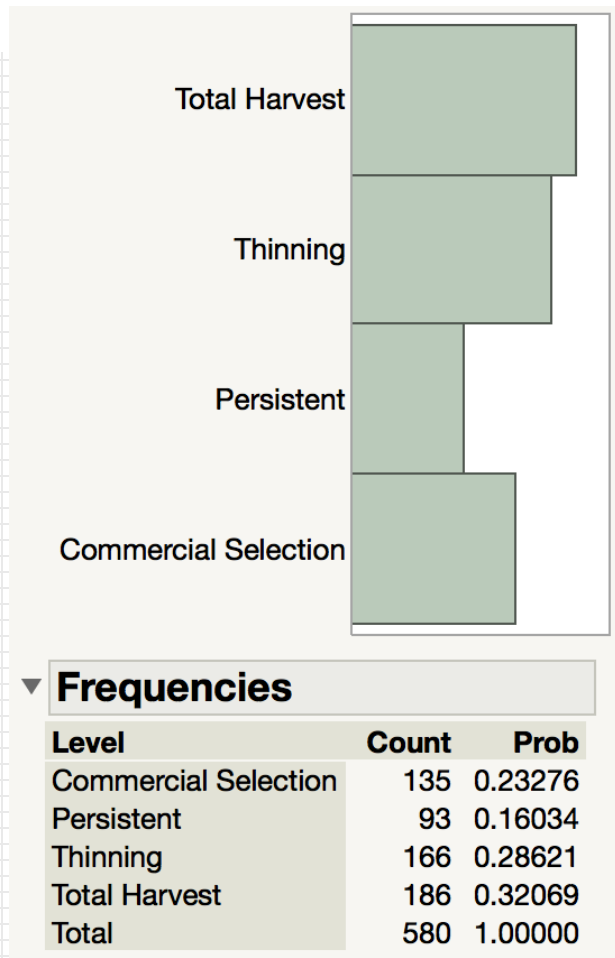 Total Harvest
Thinning
Persistent
Commercial Selection
Frequencies
Level Count Prob
Commercial Selection 135 0.23276
Persistent 93 0.16034
Thinning 166 0.28621
Total Harvest 186 0.32069
Total 580 1.00000